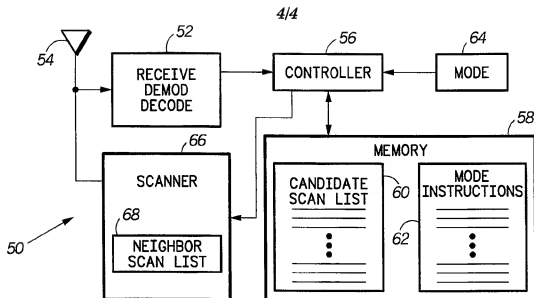 4/4
54
52
RECEIVE
DEMOD
DECODE
56
CONTROLLER
64
MODE
66
SCANNER
68
NEIGHBOR
SCAN LIST
50
58
MEMORY
60
CANDIDATE
SCAN LIST
62
MODE
INSTRUCTIONS